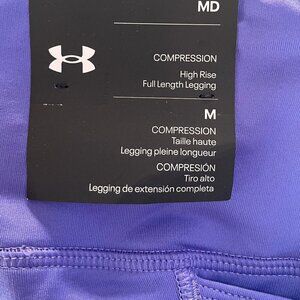 MD
COMPRESSION
High Rise
Full Length Legging
M
COMPRESSION
Taille haute
Legging pleine longueur
COMPRESIÓN
Tiro alto
Legging de extensión completa